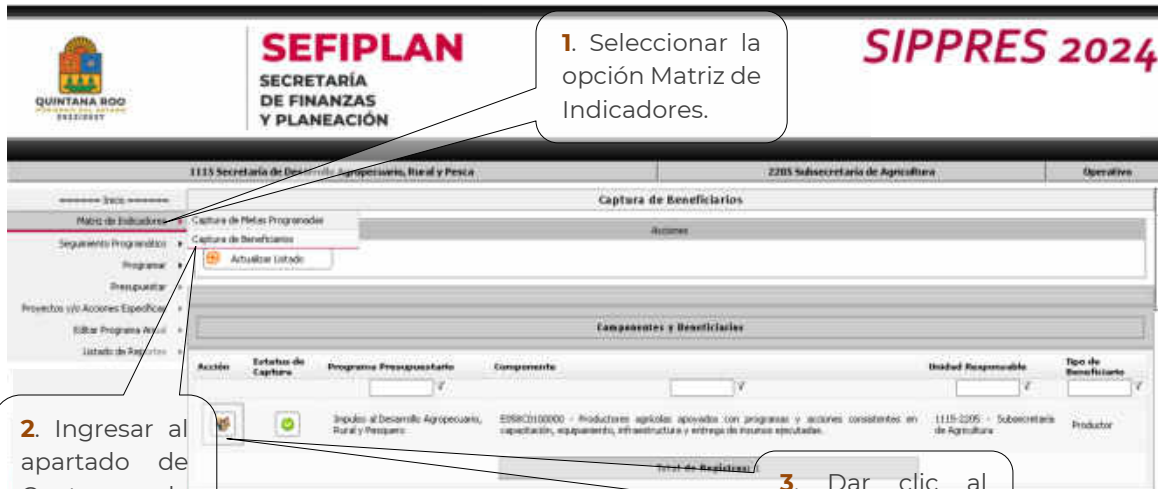 QUINTANA ROO
SEFIPLAN
SECRETARÍA
DE FINANZAS
Y PLANEACIÓN
1. Seleccionar la
opción Matriz de
Indicadores.
SIPPRES 2024
1115 Secretaría de Agropecuario, Rural y Pesca
2205 Subsecretaría de Agricultura
Operativo
Inicio
Matriz de Indicadores
Captura de Metas Programadas
Captura de Beneficiarios
Seguimiento Programático
Programar
Presupuestar
Proyectos y/o Acciones Específicas
Editar Programa
Listado de
Captura de Beneficiarios
Acciones
Actualizar Listado
Componentes y Beneficiarios
Acción
Estatus de
Captura
Programa Presupuestario
Componente
Unidad Responsable
Tipo de
Beneficiario
Impulso al Desarrollo Agropecuario,
Rural y Pesquero
- Productores agrícolas apoyados con programas y acciones consistentes en
capacitación, equipamiento, infraestructura y entrega de insumos ejecutadas.
1115-2205 - Subsecretaría
de Agricultura
Productor
Total de Registros: 1
2. Ingresar al
apartado de
3. Dar clic al